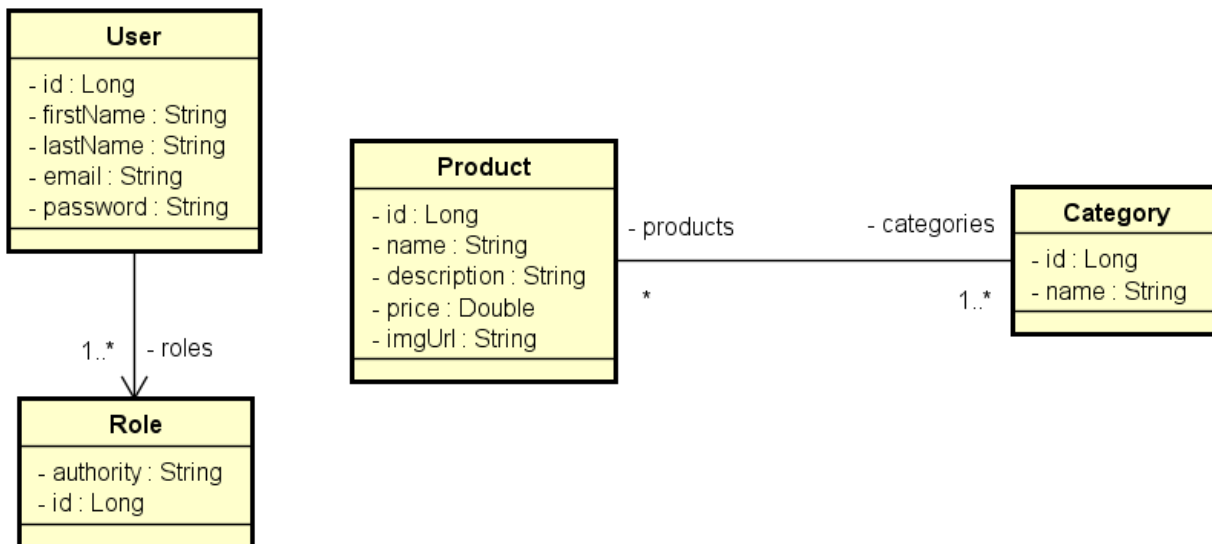 User
- id : Long
- firstName : String
- lastName : String
- email : String
- password : String
1..*
- roles
Role
- authority : String
- id : Long
Product
- id : Long
- name : String
- description : String
- price : Double
- imgUrl : String
- products
*
- categories
1..*
Category
- id : Long
- name : String